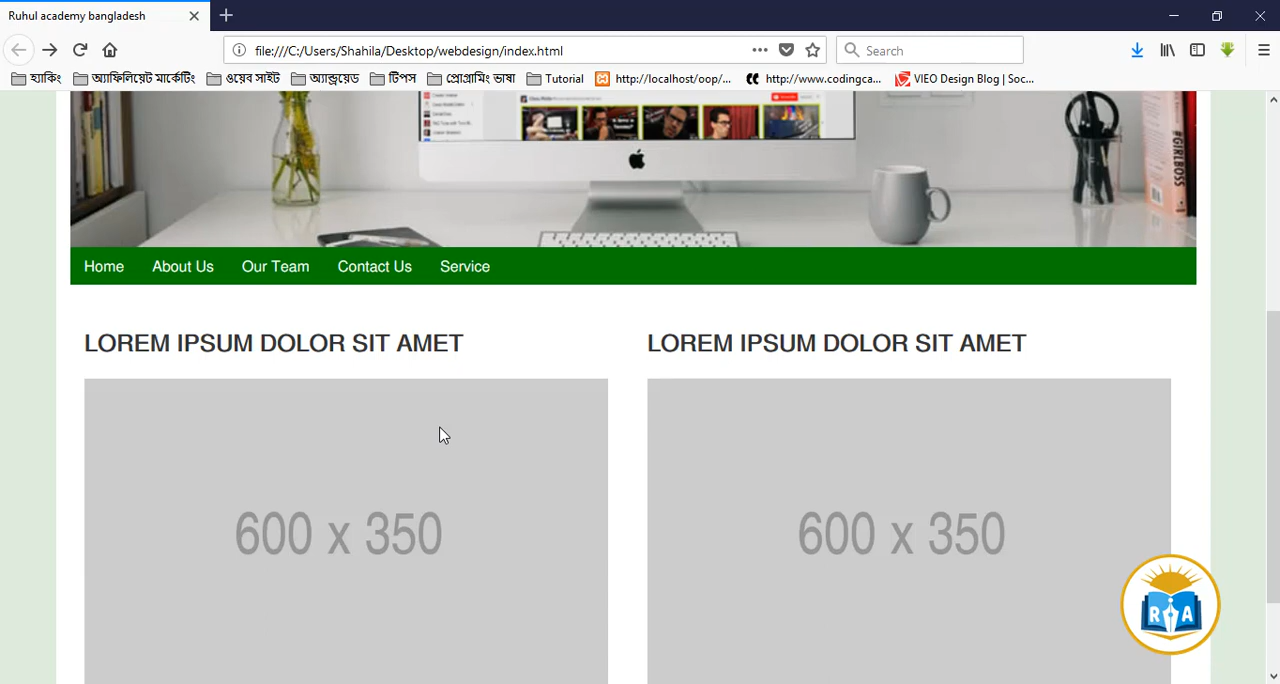 Ruhul academy bangladesh
file:///C:/Users/Shahila/Desktop/webdesign/index.html
Search
হ্যাকিং অ্যাফিলিয়েট মার্কেটিং ওয়েব সাইট অ্যান্ড্রয়েড টিপস প্রোগ্রামিং ভাষা Tutorial http://localhost/oop/... http://www.codingca... VIEO Design Blog | Soc...
GIRLBOSS
Home About Us Our Team Contact Us Service
LOREM IPSUM DOLOR SIT AMET LOREM IPSUM DOLOR SIT AMET
600 x 350 600 x 350
R A